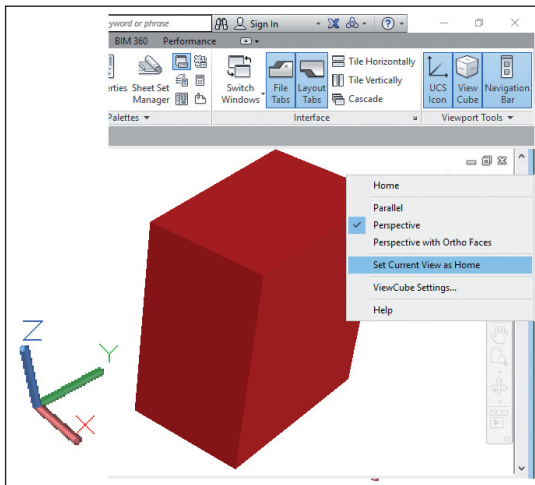 eyword or phrase Sign In
BIM 360 Performance
erties Sheet Set Manager
Switch Windows
File Tabs
Layout Tabs
Tile Horizontally
Tile Vertically
Cascade
UCS Icon
View Cube
Navigation Bar
Palettes Interface Viewport Tools
Home
Parallel
Perspective
Perspective with Ortho Faces
Set Current View as Home
ViewCube Settings...
Help
Z
Y
X